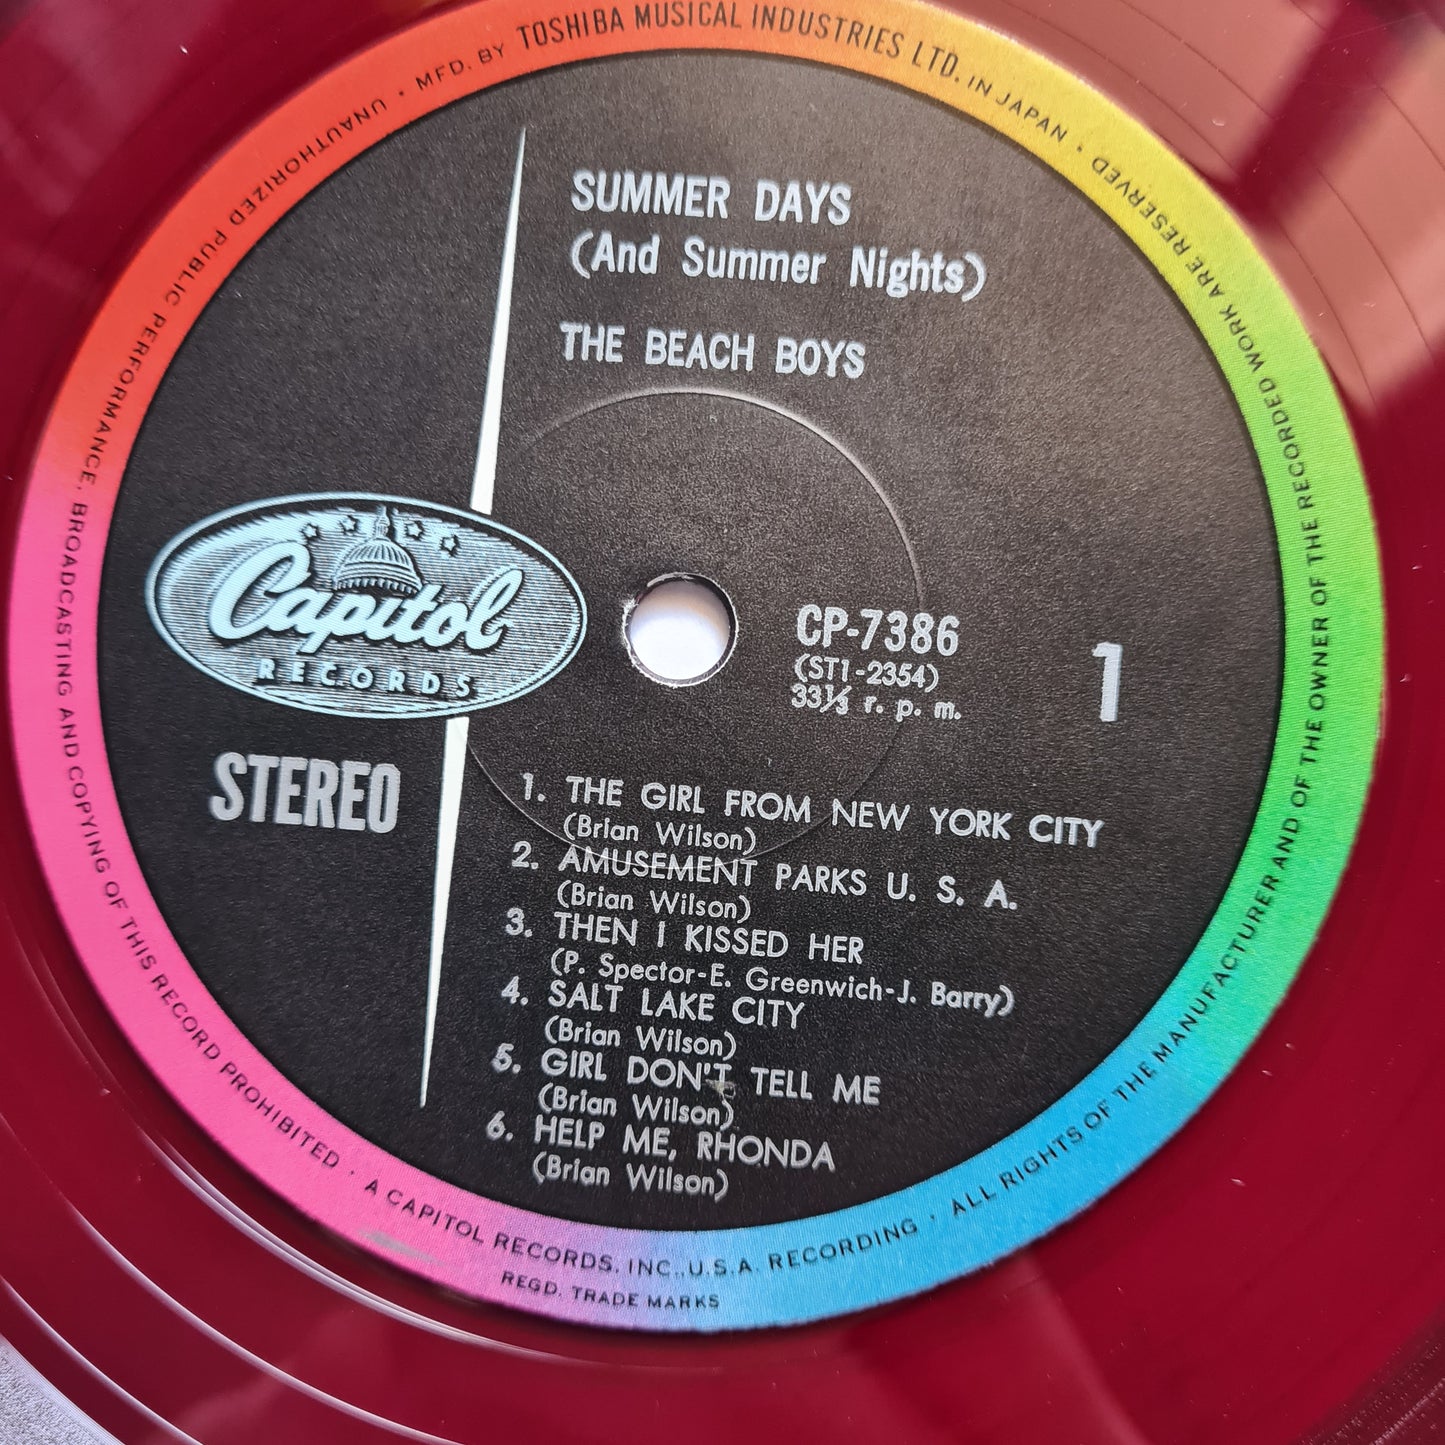 MFD. BY TOSHIBA MUSICAL INDUSTRIES LTD. IN JAPAN · ALL RIGHTS OF THE MANUFACTURER AND OF THE OWNER OF THE RECORDED WORK ARE RESERVED ·
UNAUTHORIZED PUBLIC PERFORMANCE, BROADCASTING AND COPYING OF THIS RECORD PROHIBITED · A CAPITOL RECORDS, INC., U.S.A. RECORDING ·
REGD. TRADE MARKS
SUMMER DAYS
(And Summer Nights)
THE BEACH BOYS
Capitol
RECORDS
STEREO
CP-7386
(ST1-2354)
33⅓ r. p. m.
1
1. THE GIRL FROM NEW YORK CITY
(Brian Wilson)
2. AMUSEMENT PARKS U. S. A.
(Brian Wilson)
3. THEN I KISSED HER
(P. Spector-E. Greenwich-J. Barry)
4. SALT LAKE CITY
(Brian Wilson)
5. GIRL DON'T TELL ME
(Brian Wilson)
6. HELP ME, RHONDA
(Brian Wilson)